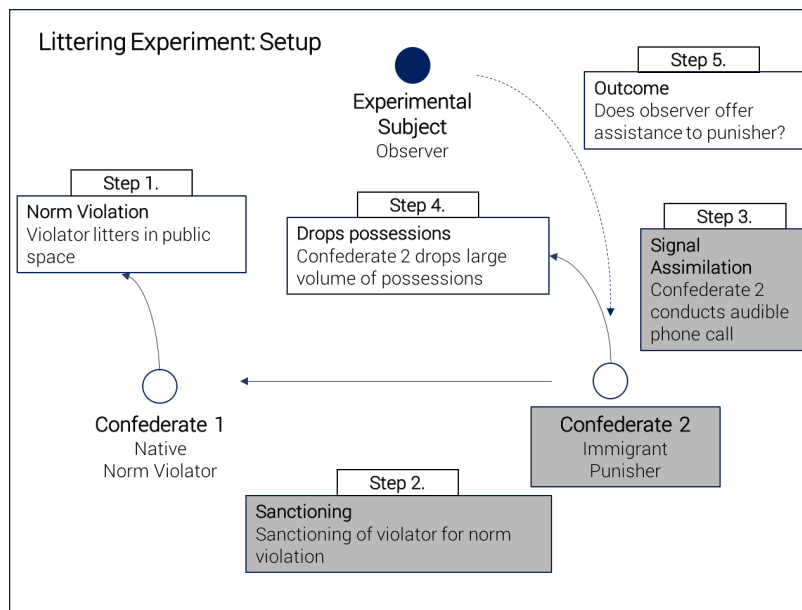 Littering Experiment: Setup
Experimental
Subject
Observer
Step 5.
Outcome
Does observer offer
assistance to punisher?
Step 1.
Norm Violation
Violator litters in public
space
Step 4.
Drops possessions
Confederate 2 drops large
volume of possessions
Step 3.
Signal
Assimilation
Confederate 2
conducts audible
phone call
Confederate 1
Native
Norm Violator
Confederate 2
Immigrant
Punisher
Step 2.
Sanctioning
Sanctioning of violator for norm
violation